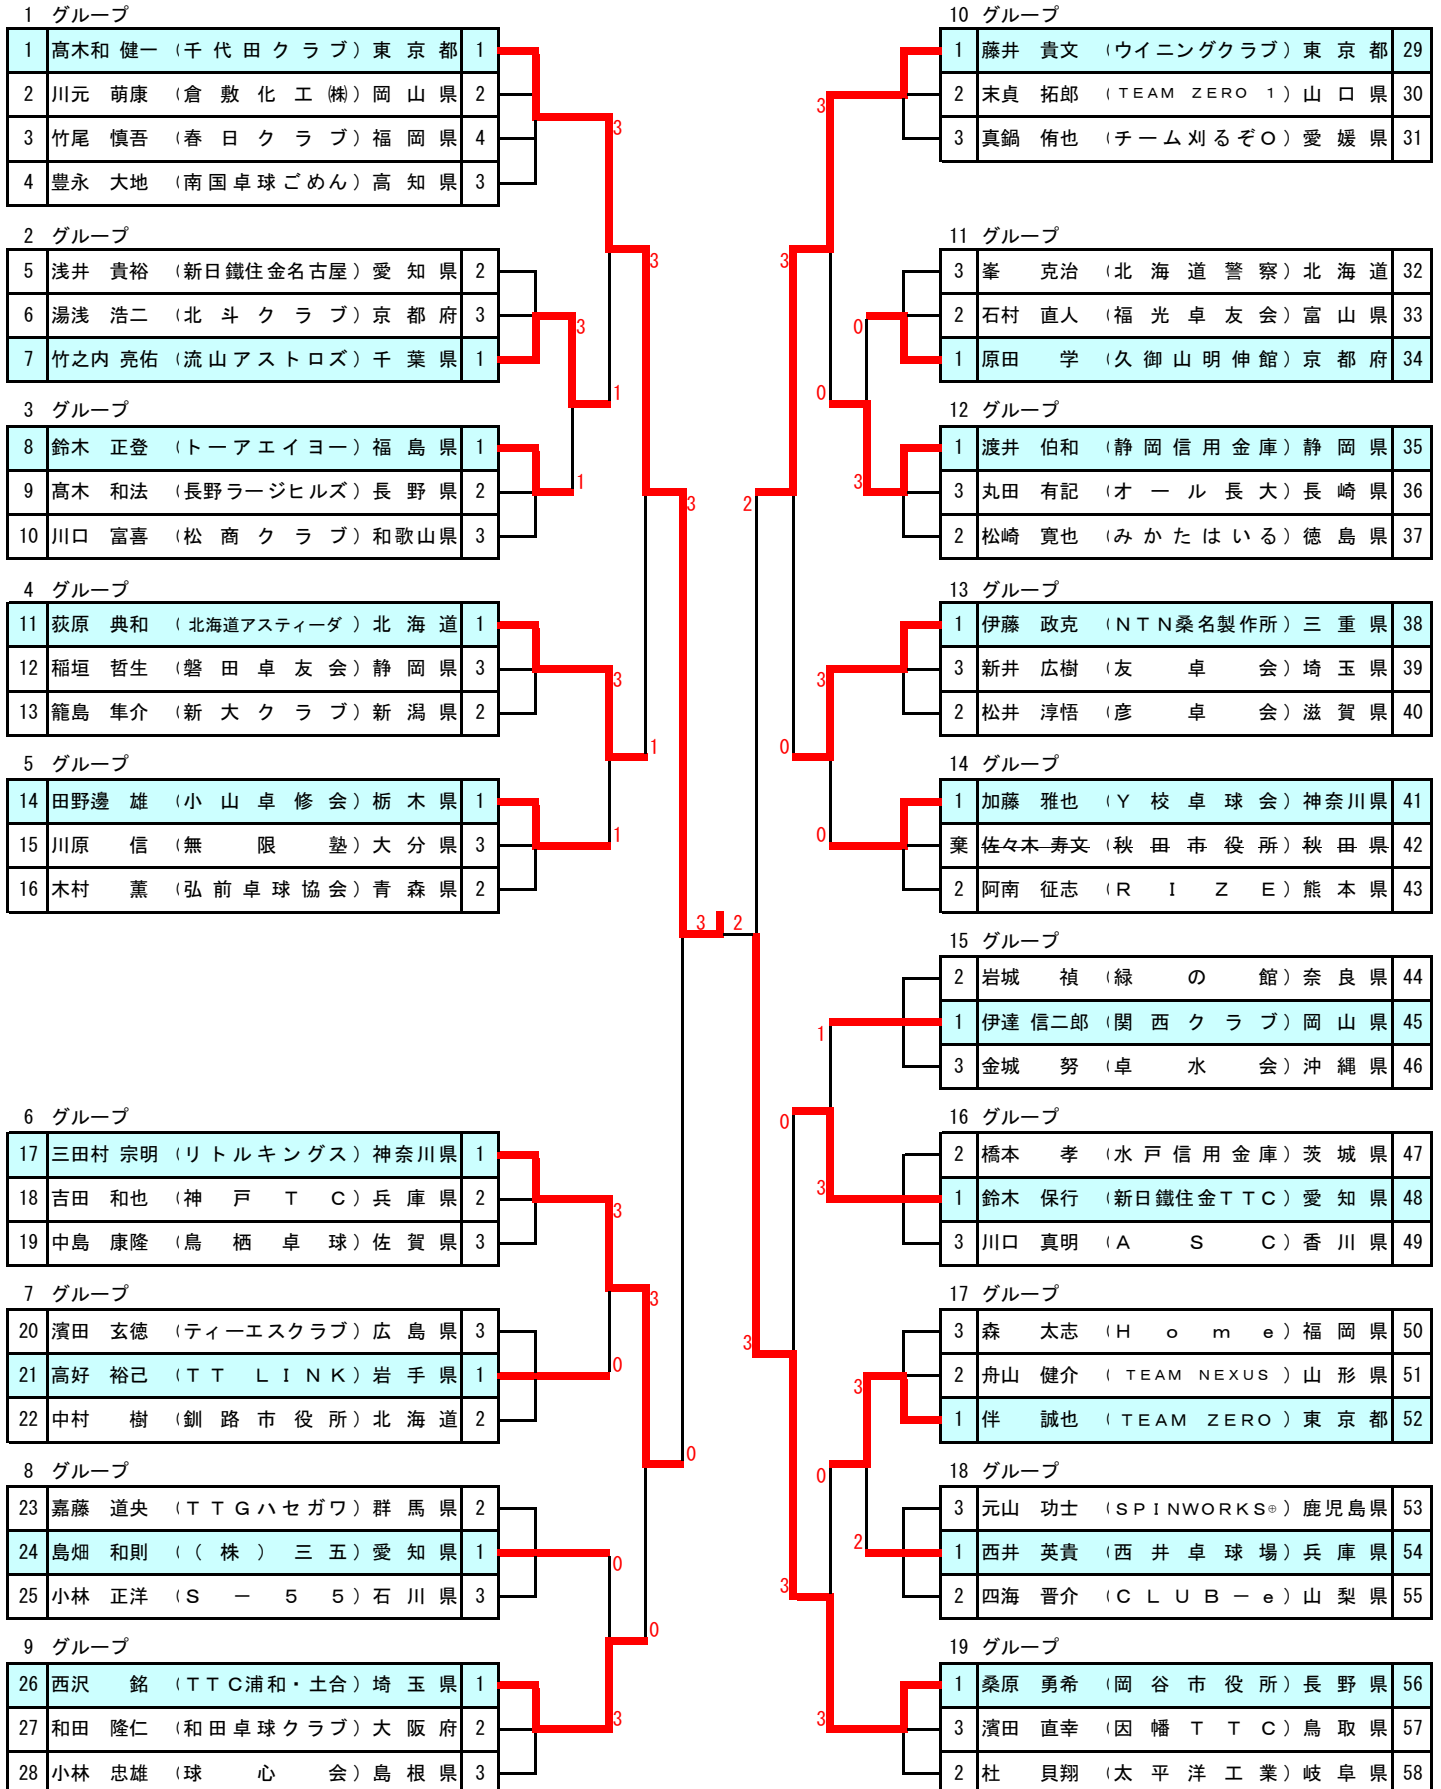 1 グループ
1 髙木和 健一 (千代田クラブ) 東京都 1
2 川元 萌康 (倉敷化工㈱) 岡山県 2
3 竹尾 慎吾 (春日クラブ) 福岡県 4
4 豊永 大地 (南国卓球ごめん) 高知県 3
3
2 グループ
5 浅井 貴裕 (新日鐵住金名古屋) 愛知県 2
6 湯浅 浩二 (北斗クラブ) 京都府 3
7 竹之内 亮佑 (流山アストロズ) 千葉県 1
3
3
1
3 グループ
8 鈴木 正登 (トーアエイヨー) 福島県 1
9 髙木 和法 (長野ラージヒルズ) 長野県 2
10 川口 富喜 (松商クラブ) 和歌山県 3
1
3
4 グループ
11 荻原 典和 (北海道アスティーダ) 北海道 1
12 稲垣 哲生 (磐田卓友会) 静岡県 3
13 籠島 隼介 (新大クラブ) 新潟県 2
3
1
5 グループ
14 田野邊 雄 (小山卓修会) 栃木県 1
15 川原 信 (無限塾) 大分県 3
16 木村 薫 (弘前卓球協会) 青森県 2
1
3 2
6 グループ
17 三田村 宗明 (リトルキングス) 神奈川県 1
18 吉田 和也 (神戸TC) 兵庫県 2
19 中島 康隆 (鳥栖卓球) 佐賀県 3
3
3
7 グループ
20 濱田 玄徳 (ティーエスクラブ) 広島県 3
21 高好 裕己 (TT LINK) 岩手県 1
22 中村 樹 (釧路市役所) 北海道 2
0
0
8 グループ
23 嘉藤 道央 (TTGハセガワ) 群馬県 2
24 島畑 和則 ((株)三五) 愛知県 1
25 小林 正洋 (S-55) 石川県 3
0
0
9 グループ
26 西沢 銘 (TTC浦和・土合) 埼玉県 1
27 和田 隆仁 (和田卓球クラブ) 大阪府 2
28 小林 忠雄 (球心会) 島根県 3
3
10 グループ
1 藤井 貴文 (ウイニングクラブ) 東京都 29
2 末貞 拓郎 (TEAM ZERO 1) 山口県 30
3 真鍋 侑也 (チーム刈るぞO) 愛媛県 31
3
3
11 グループ
3 峯 克治 (北海道警察) 北海道 32
2 石村 直人 (福光卓友会) 富山県 33
1 原田 学 (久御山明伸館) 京都府 34
0
0
12 グループ
1 渡井 伯和 (静岡信用金庫) 静岡県 35
3 丸田 有記 (オール長大) 長崎県 36
2 松崎 寛也 (みかたはいる) 徳島県 37
3
2
13 グループ
1 伊藤 政克 (NTN桑名製作所) 三重県 38
3 新井 広樹 (友卓会) 埼玉県 39
2 松井 淳悟 (彦卓会) 滋賀県 40
3
0
14 グループ
1 加藤 雅也 (Y校卓球会) 神奈川県 41
棄 佐々木 寿文 (秋田市役所) 秋田県 42
2 阿南 征志 (RIZE) 熊本県 43
0
15 グループ
2 岩城 禎 (緑の館) 奈良県 44
1 伊達 信二郎 (関西クラブ) 岡山県 45
3 金城 努 (卓水会) 沖縄県 46
1
0
16 グループ
2 橋本 孝 (水戸信用金庫) 茨城県 47
1 鈴木 保行 (新日鐵住金TTC) 愛知県 48
3 川口 真明 (ASC) 香川県 49
3
17 グループ
3 森 太志 (Home) 福岡県 50
2 舟山 健介 (TEAM NEXUS) 山形県 51
1 伴 誠也 (TEAM ZERO) 東京都 52
3
3
0
18 グループ
3 元山 功士 (SPINWORKS⊕) 鹿児島県 53
1 西井 英貴 (西井卓球場) 兵庫県 54
2 四海 晋介 (CLUB-e) 山梨県 55
2
3
19 グループ
1 桑原 勇希 (岡谷市役所) 長野県 56
3 濱田 直幸 (因幡TTC) 鳥取県 57
2 杜 貝翔 (太平洋工業) 岐阜県 58
3